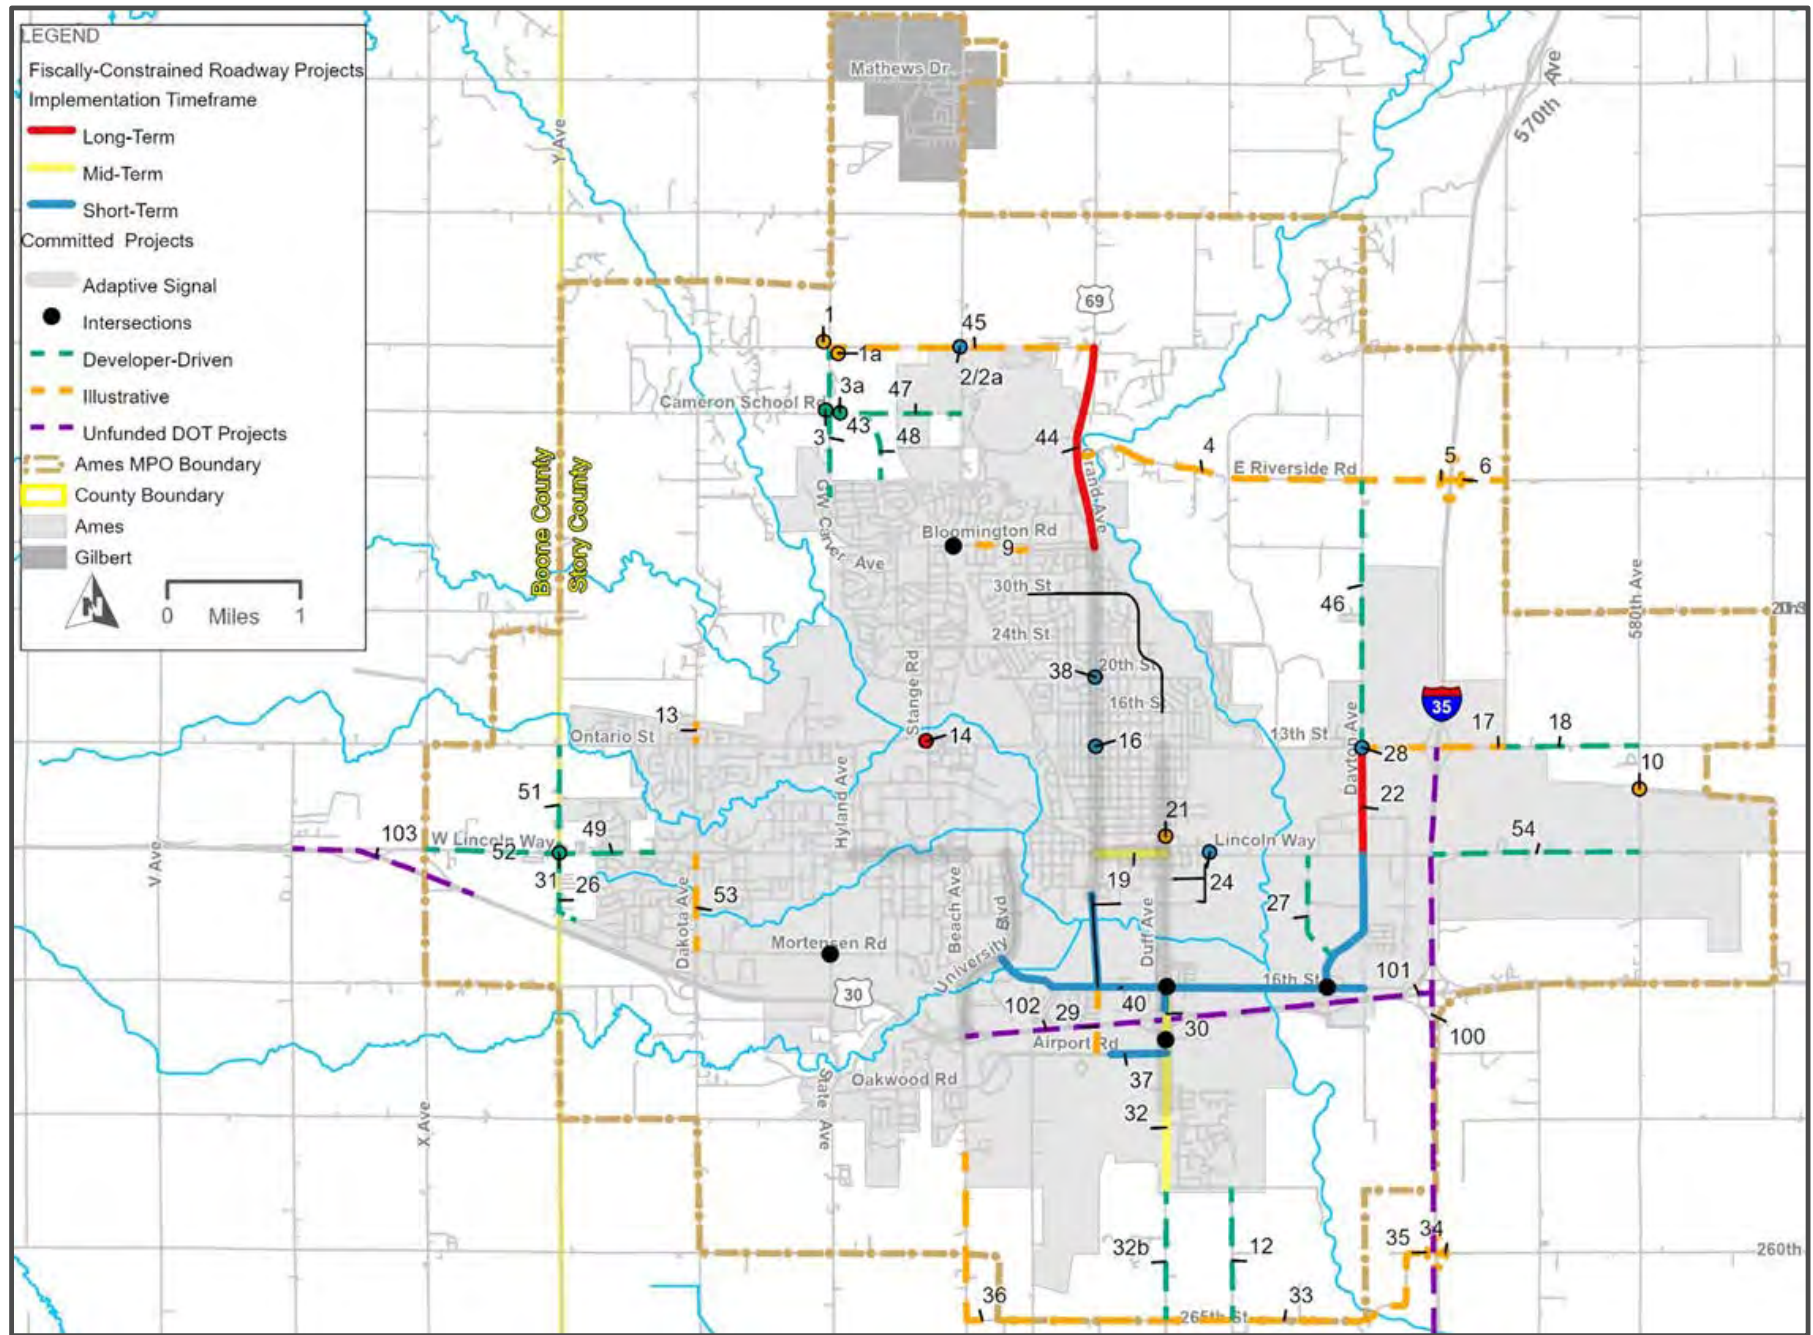 LEGEND
Fiscally-Constrained Roadway Projects
Implementation Timeframe
Long-Term
Mid-Term
Short-Term
Committed Projects
Adaptive Signal
Intersections
Developer-Driven
Illustrative
Unfunded DOT Projects
Ames MPO Boundary
County Boundary
Ames
Gilbert
N
0 Miles 1
Mathews Dr
Y Ave
570th Ave
69
1
1a
45
2/2a
3a
47
Cameron School Rd
43
3
48
44
Grand Ave
4
E Riverside Rd
5
6
Boone County
Story County
GW Carver Ave
Bloomington Rd
9
30th St
46
580th Ave
24th St
38
20th St
16th S
Stange Rd
35
13
Ontario St
14
16
13th St
Dayton Ave
28
17
18
10
51
Hyland Ave
22
21
103
W Lincoln Way
52
49
Lincoln Way
54
V Ave
31
26
19
24
53
Dakota Ave
Beach Ave
27
University Blvd
Duff Ave
Mortensen Rd
30
16th St
101
102
29
40
30
100
Airport Rd
37
Oakwood Rd
State Ave
X Ave
32
32b
12
35
34
260th
36
33
265th St